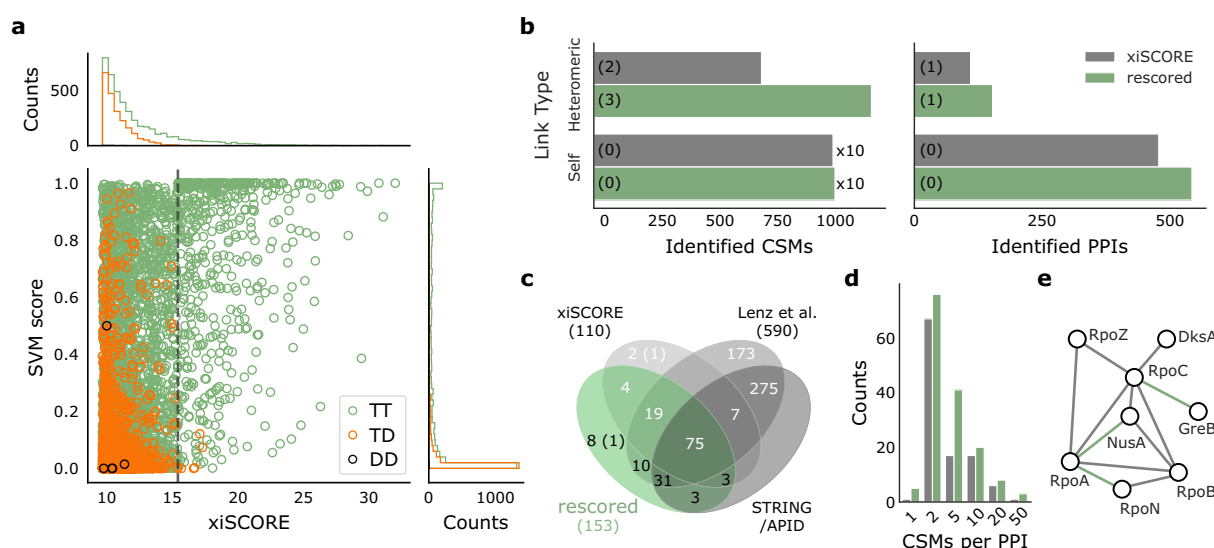 a
Counts
500
0
SVM score
1.0
0.8
0.6
0.4
0.2
0.0
TT
TD
DD
10 15 20 25 30
xiSCORE
0 1000
Counts
b
Link Type
Heteromeric
Self
(2)
(3)
(0) x10
(0) x10
0 250 500 750 1000
Identified CSMs
(1)
(1)
(0)
(0)
xiSCORE
rescored
0 250 500
Identified PPIs
c
xiSCORE
(110)
Lenz et al.
(590)
2 (1)
173
4
275
19
7
8 (1)
75
10
31
3
3
rescored
(153)
STRING
/APID
d
Counts
60
40
20
0
1 2 5 10 20 50
CSMs per PPI
e
RpoZ
DksA
RpoC
GreB
NusA
RpoA
RpoB
RpoN